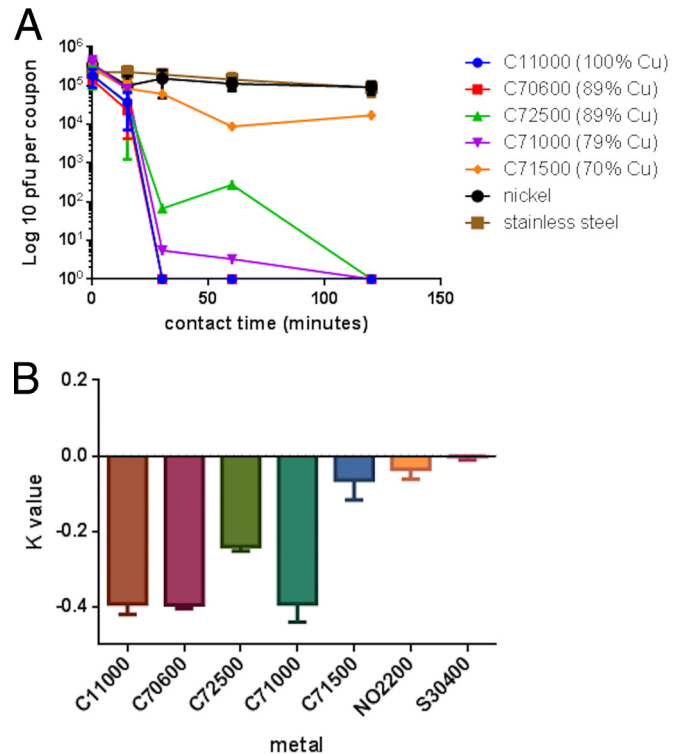 A
10⁶
10⁵
10⁴
10³
10²
10¹
10⁰
Log 10 pfu per coupon
0
50
100
150
contact time (minutes)
C11000 (100% Cu)
C70600 (89% Cu)
C72500 (89% Cu)
C71000 (79% Cu)
C71500 (70% Cu)
nickel
stainless steel
B
0.2
0.0
-0.2
-0.4
K value
C11000
C70600
C72500
C71000
C71500
NO2200
S30400
metal